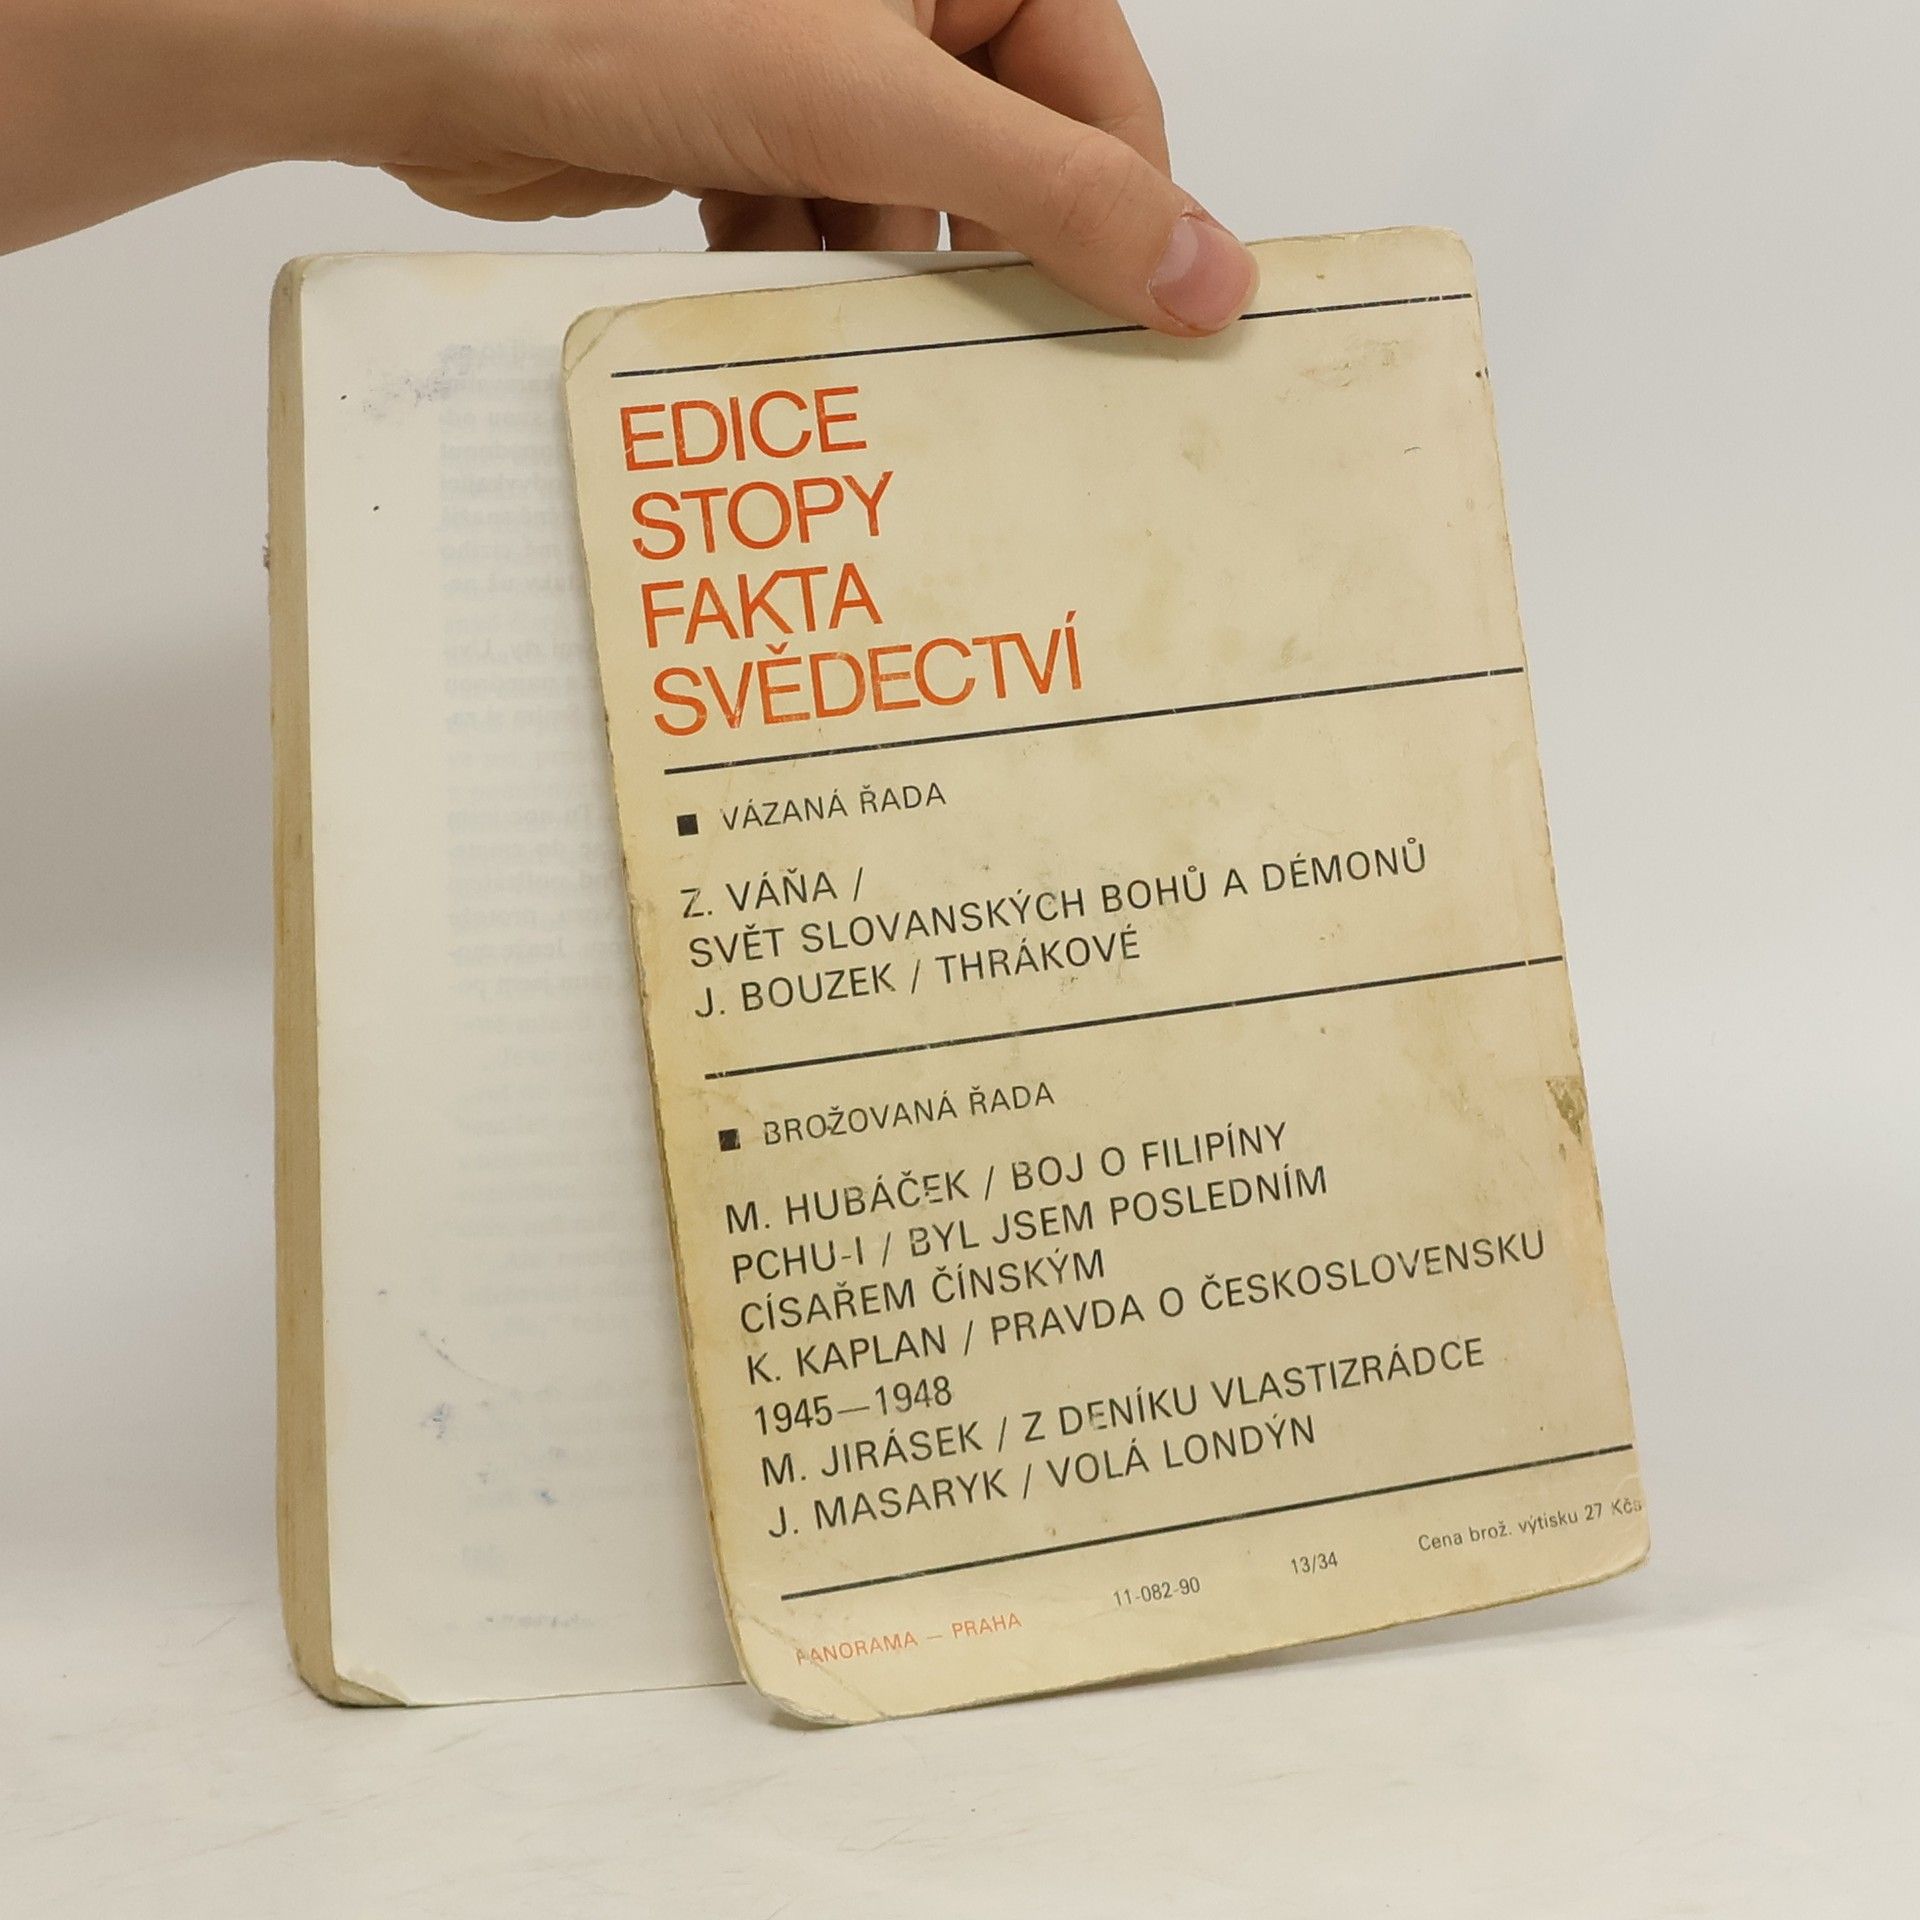 EDICE
STOPY
FAKTA
SVĚDECTVÍ
■ VÁZANÁ ŘADA
Z. VÁŇA /
SVĚT SLOVANSKÝCH BOHŮ A DÉMONŮ
J. BOUZEK / THRÁKOVÉ
■ BROŽOVANÁ ŘADA
M. HUBÁČEK / BOJ O FILIPÍNY
PCHU-I / BYL JSEM POSLEDNÍM
CÍSAŘEM ČÍNSKÝM
K. KAPLAN / PRAVDA O ČESKOSLOVENSKU
1945—1948
M. JIRÁSEK / Z DENÍKU VLASTIZRÁDCE
J. MASARYK / VOLÁ LONDÝN
PANORAMA — PRAHA 11-082-90 13/34 Cena brož. výtisku 27 Kčs